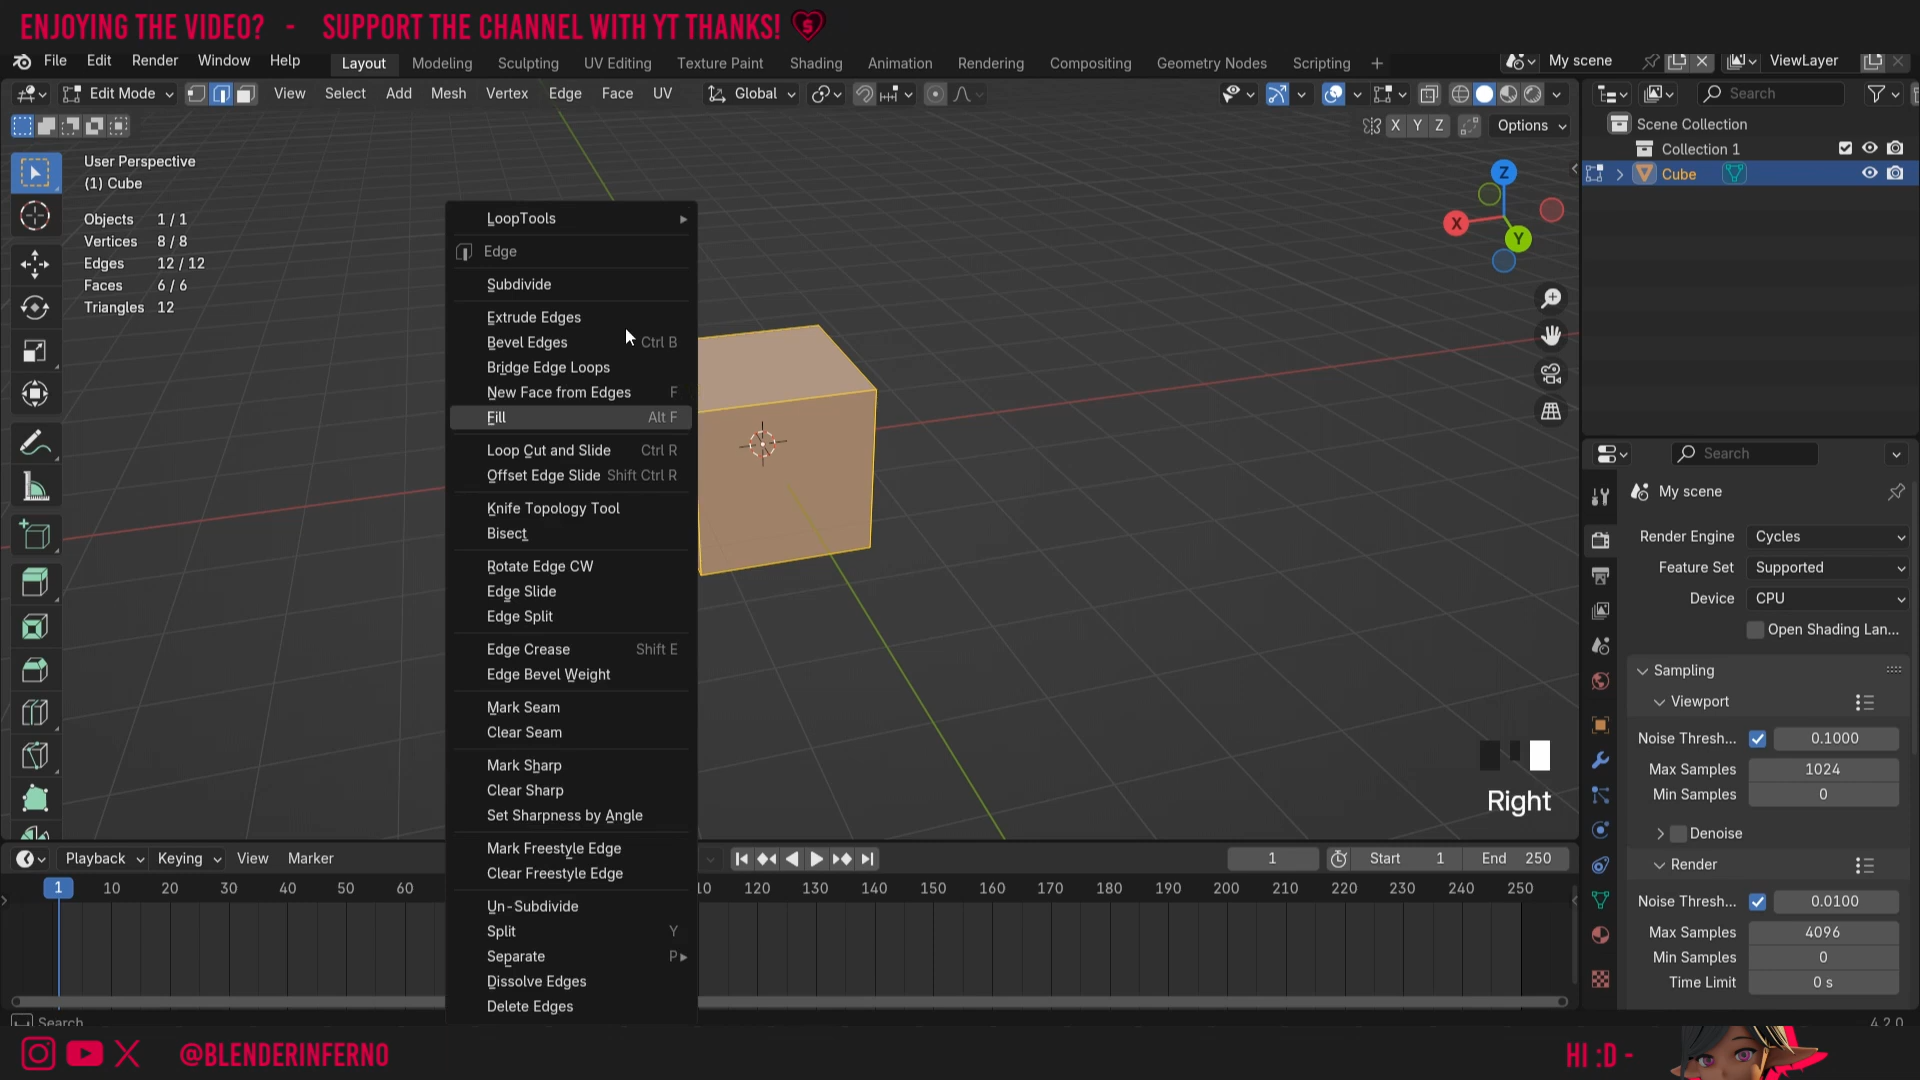 ENJOYING THE VIDEO? - SUPPORT THE CHANNEL WITH YT THANKS!
File Edit Render Window Help Layout Modeling Sculpting UV Editing Texture Paint Shading Animation Rendering Compositing Geometry Nodes Scripting + My scene ViewLayer
Edit Mode View Select Add Mesh Vertex Edge Face UV Global Search
X Y Z Options
Scene Collection
Collection 1
Cube
User Perspective
(1) Cube
Objects 1 / 1
Vertices 8 / 8
Edges 12 / 12
Faces 6 / 6
Triangles 12
Z
X
Y
LoopTools
Edge
Subdivide
Extrude Edges
Bevel Edges Ctrl B
Bridge Edge Loops
New Face from Edges F
Fill Alt F
Loop Cut and Slide Ctrl R
Offset Edge Slide Shift Ctrl R
Knife Topology Tool
Bisect
Rotate Edge CW
Edge Slide
Edge Split
Edge Crease Shift E
Edge Bevel Weight
Mark Seam
Clear Seam
Mark Sharp
Clear Sharp
Set Sharpness by Angle
Mark Freestyle Edge
Clear Freestyle Edge
Un-Subdivide
Split Y
Separate P
Dissolve Edges
Delete Edges
Right
Search
My scene
Render Engine Cycles
Feature Set Supported
Device CPU
Open Shading Lan...
Sampling
Viewport
Noise Thresh... 0.1000
Max Samples 1024
Min Samples 0
Denoise
Render
Noise Thresh... 0.0100
Max Samples 4096
Min Samples 0
Time Limit 0 s
Playback Keying View Marker 1 Start 1 End 250
1 10 20 30 40 50 60 10 120 130 140 150 160 170 180 190 200 210 220 230 240 250
Search
4.2.0
@BLENDERINFERNO
HI :D -